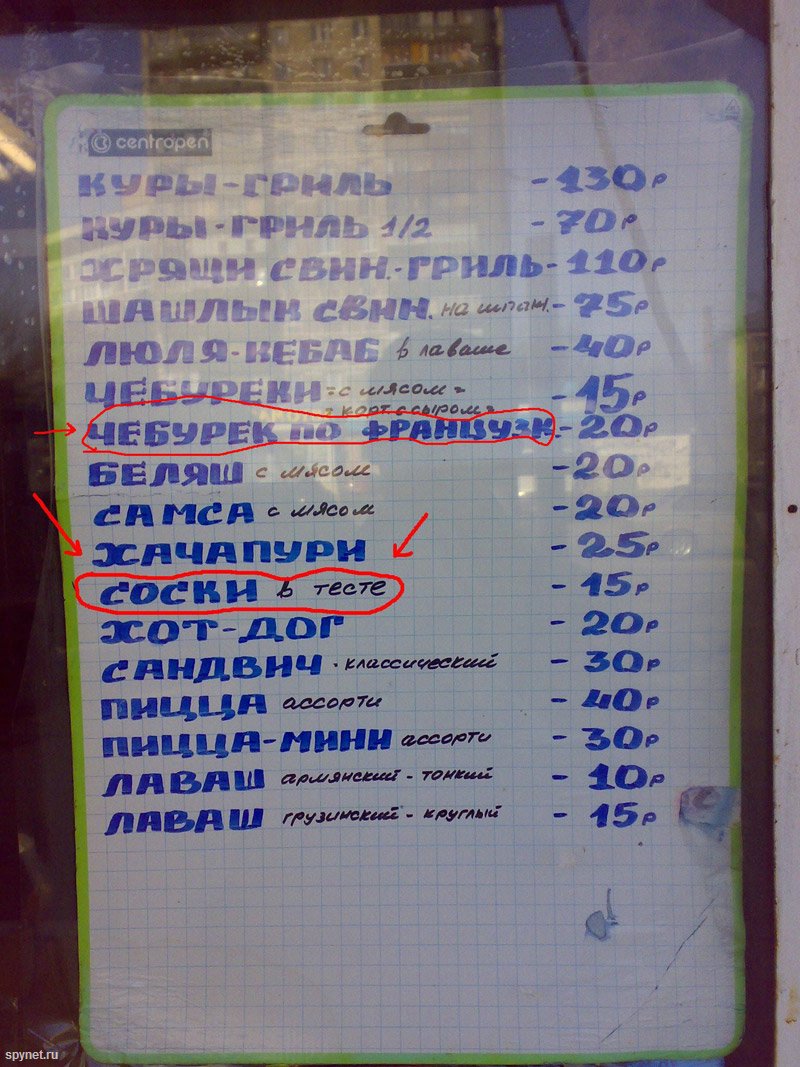 centropen
КУРЫ-ГРИЛЬ - 130р
КУРЫ-ГРИЛЬ 1/2 - 70р
ХРЯЩИ СВИН.-ГРИЛЬ - 110р
ШАШЛЫК СВИН. на шпаж. - 75р
ЛЮЛЯ-КЕБАБ в лаваше - 40р
ЧЕБУРЕКИ =с мясом= - 15р
= карт с сыром=
ЧЕБУРЕК ПО ФРАНЦУЗК. - 20р
БЕЛЯШ с мясом - 20р
САМСА с мясом - 20р
ХАЧАПУРИ - 25р
СОСКИ в тесте - 15р
ХОТ-ДОГ - 20р
САНДВИЧ - классический - 30р
ПИЦЦА ассорти - 40р
ПИЦЦА-МИНИ ассорти - 30р
ЛАВАШ армянский - тонкий - 10р
ЛАВАШ грузинский - круглый - 15р
spynet.ru